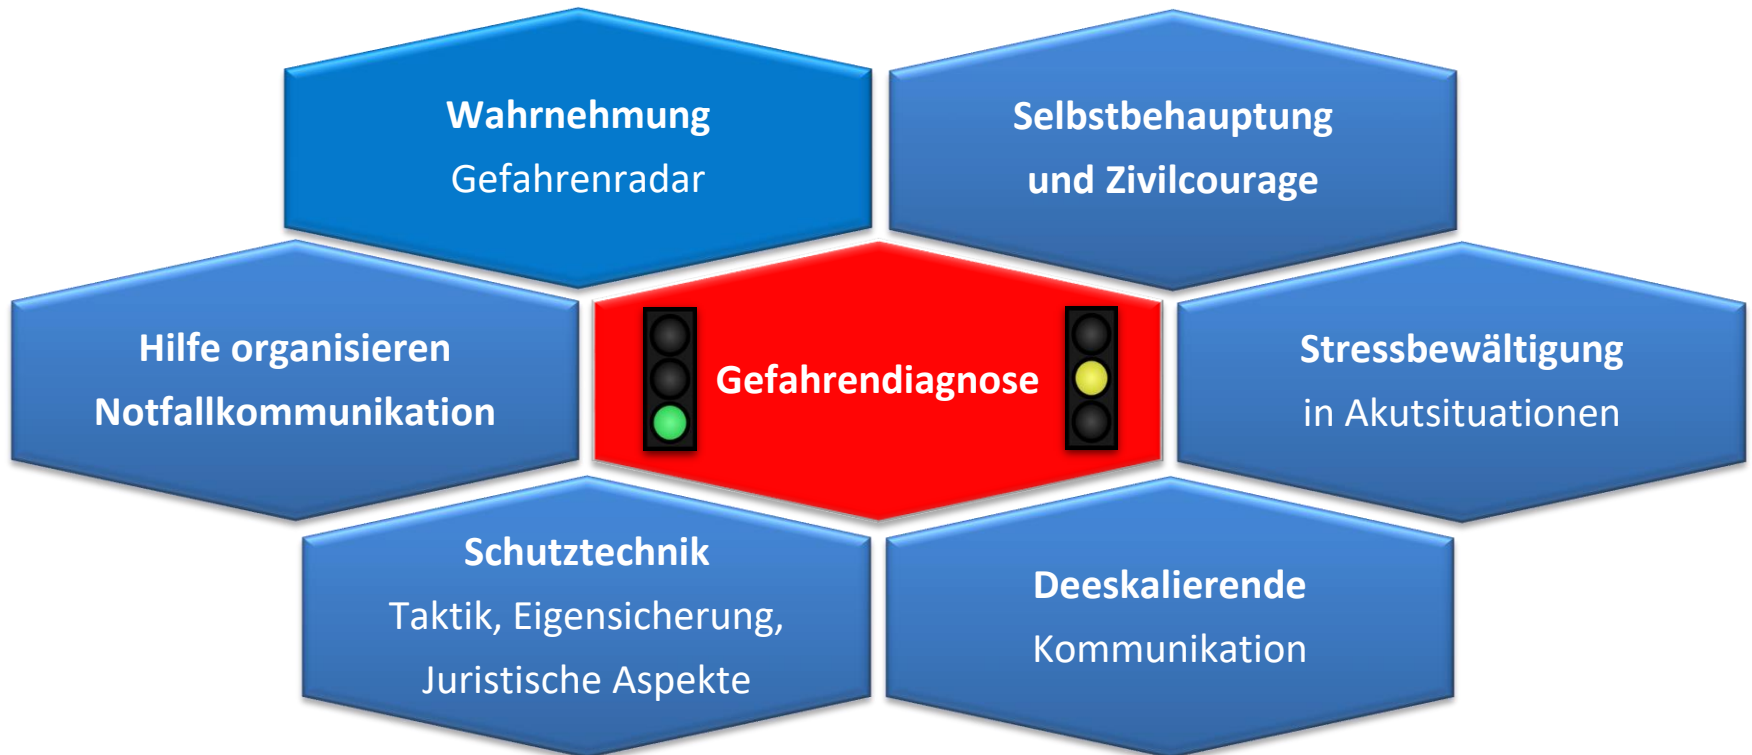 Wahrnehmung
Gefahrenradar
Selbstbehauptung
und Zivilcourage
Hilfe organisieren
Notfallkommunikation
Gefahrendiagnose
Stressbewältigung
in Akutsituationen
Schutztechnik
Taktik, Eigensicherung,
Juristische Aspekte
Deeskalierende
Kommunikation